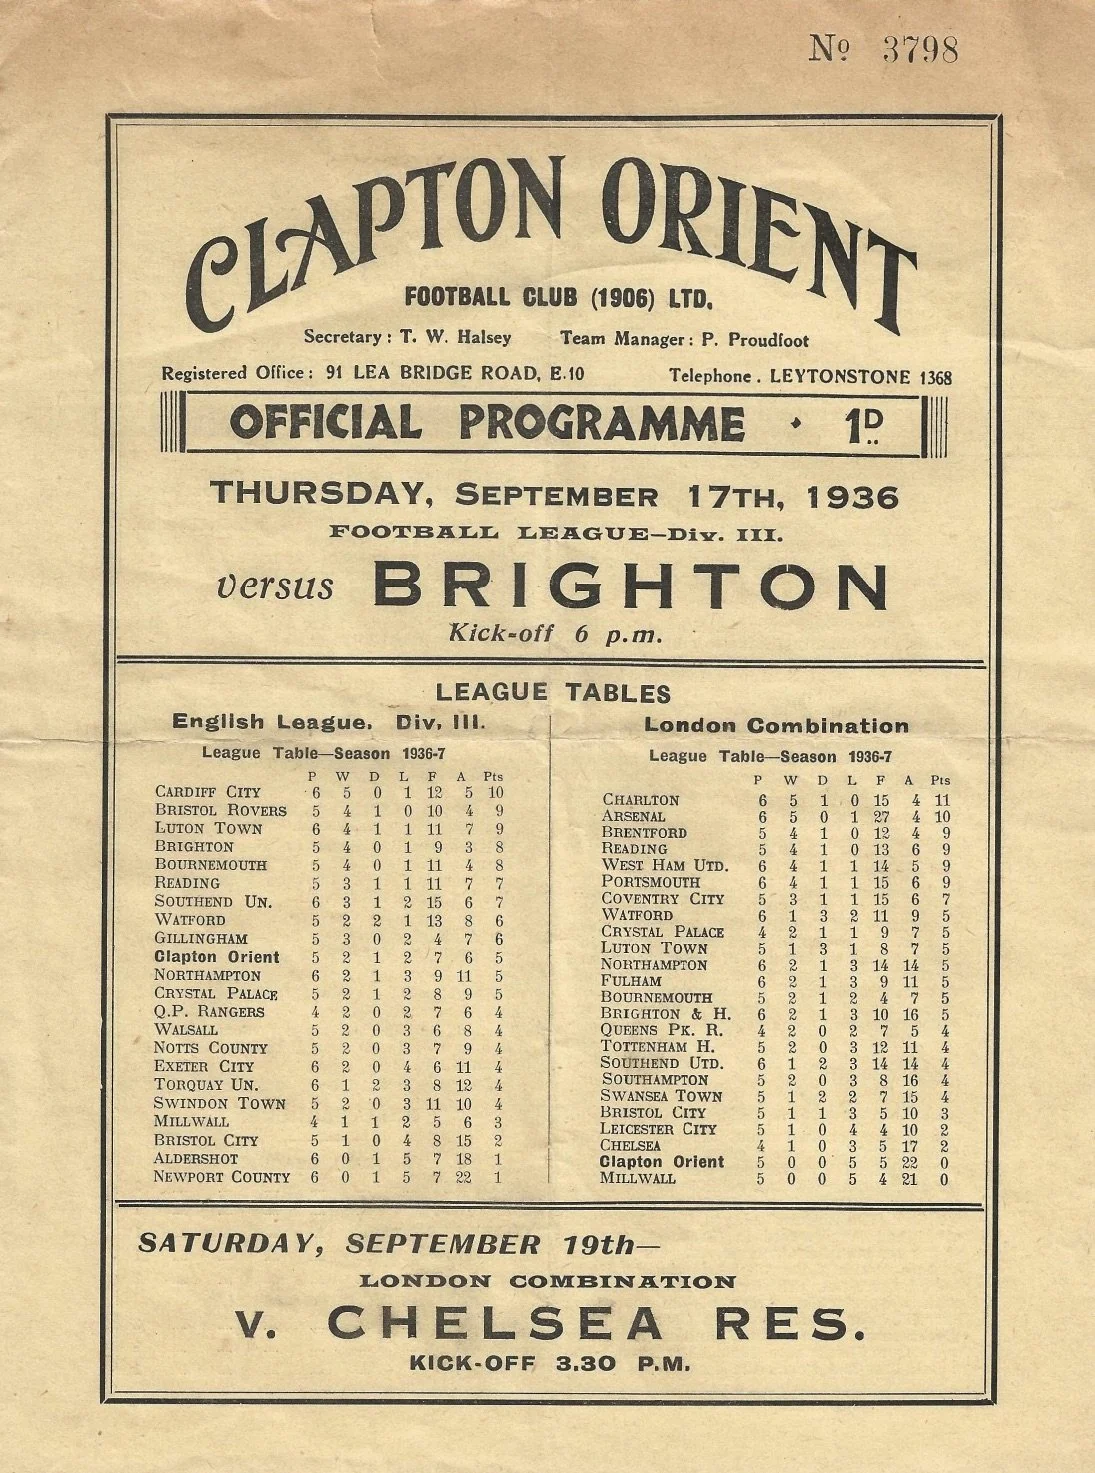 Nº 3798
CLAPTON ORIENT
FOOTBALL CLUB (1906) LTD.
Secretary: T. W. Halsey Team Manager: P. Proudfoot
Registered Office: 91 LEA BRIDGE ROAD, E.10 Telephone. LEYTONSTONE 1368
OFFICIAL PROGRAMME · 1D.
THURSDAY, SEPTEMBER 17TH, 1936
FOOTBALL LEAGUE—Div. III.
versus BRIGHTON
Kick-off 6 p.m.
LEAGUE TABLES
English League. Div, III.
League Table—Season 1936-7
P W D L F A Pts
CARDIFF CITY 6 5 0 1 12 5 10
BRISTOL ROVERS 5 4 1 0 10 4 9
LUTON TOWN 6 4 1 1 11 7 9
BRIGHTON 5 4 0 1 9 3 8
BOURNEMOUTH 5 4 0 1 11 4 8
READING 5 3 1 1 11 7 7
SOUTHEND UN. 6 3 1 2 15 6 7
WATFORD 5 2 2 1 13 8 6
GILLINGHAM 5 3 0 2 4 7 6
Clapton Orient 5 2 1 2 7 6 5
NORTHAMPTON 6 2 1 3 9 11 5
CRYSTAL PALACE 5 2 1 2 8 9 5
Q.P. RANGERS 4 2 0 2 7 6 4
WALSALL 5 2 0 3 6 8 4
NOTTS COUNTY 5 2 0 3 7 9 4
EXETER CITY 6 2 0 4 6 11 4
TORQUAY UN. 6 1 2 3 8 12 4
SWINDON TOWN 5 2 0 3 11 10 4
MILLWALL 4 1 1 2 5 6 3
BRISTOL CITY 5 1 0 4 8 15 2
ALDERSHOT 6 0 1 5 7 18 1
NEWPORT COUNTY 6 0 1 5 7 22 1
London Combination
League Table—Season 1936-7
P W D L F A Pts
CHARLTON 6 5 1 0 15 4 11
ARSENAL 6 5 0 1 27 4 10
BRENTFORD 5 4 1 0 12 4 9
READING 5 4 1 0 13 6 9
WEST HAM UTD. 6 4 1 1 14 5 9
PORTSMOUTH 6 4 1 1 15 6 9
COVENTRY CITY 5 3 1 1 15 6 7
WATFORD 6 1 3 2 11 9 5
CRYSTAL PALACE 4 2 1 1 9 7 5
LUTON TOWN 5 1 3 1 8 7 5
NORTHAMPTON 6 2 1 3 14 14 5
FULHAM 6 2 1 3 9 11 5
BOURNEMOUTH 5 2 1 2 4 7 5
BRIGHTON & H. 6 2 1 3 10 16 5
QUEENS PK. R. 4 2 0 2 7 5 4
TOTTENHAM H. 5 2 0 3 12 11 4
SOUTHEND UTD. 6 1 2 3 14 14 4
SOUTHAMPTON 5 2 0 3 8 16 4
SWANSEA TOWN 5 1 2 2 7 15 4
BRISTOL CITY 5 1 1 3 5 10 3
LEICESTER CITY 5 1 0 4 4 10 2
CHELSEA 4 1 0 3 5 17 2
Clapton Orient 5 0 0 5 5 22 0
MILLWALL 5 0 0 5 4 21 0
SATURDAY, SEPTEMBER 19th—
LONDON COMBINATION
v. CHELSEA RES.
KICK-OFF 3.30 P.M.